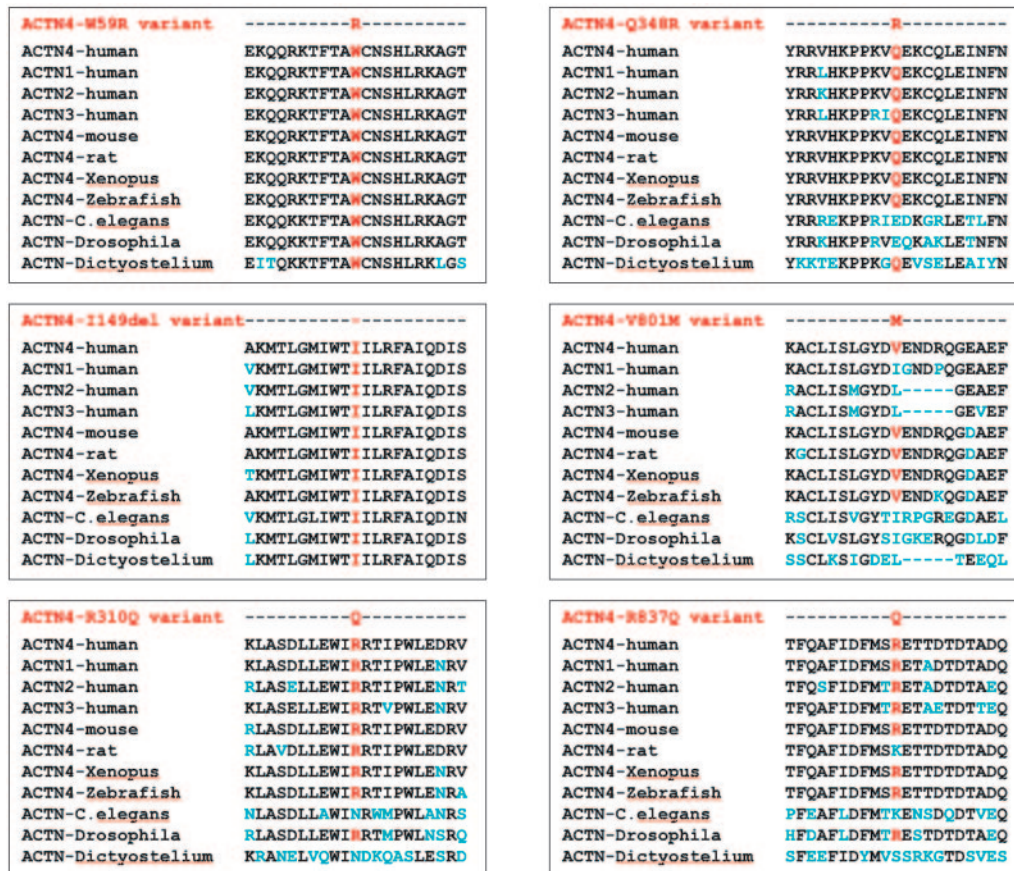 ACTN4-W59R variant ----------R----------
ACTN4-human EKQQRKTFTAWCNSHLRKAGT
ACTN1-human EKQQRKTFTAWCNSHLRKAGT
ACTN2-human EKQQRKTFTAWCNSHLRKAGT
ACTN3-human EKQQRKTFTAWCNSHLRKAGT
ACTN4-mouse EKQQRKTFTAWCNSHLRKAGT
ACTN4-rat EKQQRKTFTAWCNSHLRKAGT
ACTN4-Xenopus EKQQRKTFTAWCNSHLRKAGT
ACTN4-Zebrafish EKQQRKTFTAWCNSHLRKAGT
ACTN-C.elegans EKQQKKTFTAWCNSHLRKAGT
ACTN-Drosophila EKQQKKTFTAWCNSHLRKAGT
ACTN-Dictyostelium EITQKKTFTAWCNSHLRKLGS
ACTN4-Q348R variant ----------R----------
ACTN4-human YRRVHKPPKVQEKCQLEINFN
ACTN1-human YRRLHKPPKVQEKCQLEINFN
ACTN2-human YRRKHKPPKVQEKCQLEINFN
ACTN3-human YRRLHKPPRIQEKCQLEINFN
ACTN4-mouse YRRVHKPPKVQEKCQLEINFN
ACTN4-rat YRRVHKPPKVQEKCQLEINFN
ACTN4-Xenopus YRRVHKPPKVQEKCQLEINFN
ACTN4-Zebrafish YRRVHKPPKVQEKCQLEINFN
ACTN-C.elegans YRRREKPPRIEDKGRLETLFN
ACTN-Drosophila YRRKHKPPRVEQKAKLETNFN
ACTN-Dictyostelium YKKTEKPPKGQEVSELEAIYN
ACTN4-I149del variant---------------------
ACTN4-human AKMTLGMIWTIILRFAIQDIS
ACTN1-human VKMTLGMIWTIILRFAIQDIS
ACTN2-human VKMTLGMIWTIILRFAIQDIS
ACTN3-human LKMTLGMIWTIILRFAIQDIS
ACTN4-mouse AKMTLGMIWTIILRFAIQDIS
ACTN4-rat AKMTLGMIWTIILRFAIQDIS
ACTN4-Xenopus TKMTLGMIWTIILRFAIQDIS
ACTN4-Zebrafish AKMTLGMIWTIILRFAIQDIS
ACTN-C.elegans VKMTLGLIWTIILRFAIQDIN
ACTN-Drosophila LKMTLGMIWTIILRFAIQDIS
ACTN-Dictyostelium LKMTLGMIWTIILRFAIQDIS
ACTN4-V801M variant ----------M----------
ACTN4-human KACLISLGYDVENDRQGEAEF
ACTN1-human KACLISLGYDIGNDPQGEAEF
ACTN2-human RACLISMGYDL-----GEAEF
ACTN3-human RACLISMGYDL-----GEVEF
ACTN4-mouse KACLISLGYDVENDRQGDAEF
ACTN4-rat KGCLISLGYDVENDRQGDAEF
ACTN4-Xenopus KACLISLGYDVENDRQGDAEF
ACTN4-Zebrafish KACLISLGYDVENDKQGDAEF
ACTN-C.elegans RSCLISVGYTIRPGREGDAEL
ACTN-Drosophila KSCLVSLGYSIGKERQGDLDF
ACTN-Dictyostelium SSCLKSIGDEL-----TEEQL
ACTN4-R310Q variant ----------Q----------
ACTN4-human KLASDLLEWIRRTIPWLEDRV
ACTN1-human KLASDLLEWIRRTIPWLENRV
ACTN2-human RLASELLEWIRRTIPWLENRT
ACTN3-human KLASELLEWIRRTVPWLENRV
ACTN4-mouse RLASDLLEWIRRTIPWLEDRV
ACTN4-rat RLAVDLLEWIRRTIPWLEDRV
ACTN4-Xenopus KLASDLLEWIRRTIPWLENRV
ACTN4-Zebrafish KLASDLLEWIRRTIPWLENRA
ACTN-C.elegans NLASDLLAWINRWMPWLANRS
ACTN-Drosophila RLASDLLEWIRRTMPWLNSRQ
ACTN-Dictyostelium KRANELVQWINDKQASLESRD
ACTN4-R837Q variant ----------Q----------
ACTN4-human TFQAFIDFMSRETTDTDTADQ
ACTN1-human TFQAFIDFMSRETADTDTADQ
ACTN2-human TFQSFIDFMTRETADTDTAEQ
ACTN3-human TFQAFIDFMTRETAETDTTEQ
ACTN4-mouse TFQAFIDFMSRETTDTDTADQ
ACTN4-rat TFQAFIDFMSKETTDTDTADQ
ACTN4-Xenopus TFQAFIDFMSRETTDTDTADQ
ACTN4-Zebrafish TFQAFIDFMSRETTDTDTADQ
ACTN-C.elegans PFEAFLDFMTKENSDQDTVEQ
ACTN-Drosophila HFDAFLDFMTRESTDTDTAEQ
ACTN-Dictyostelium SFEEFIDYMVSSRKGTDSVES